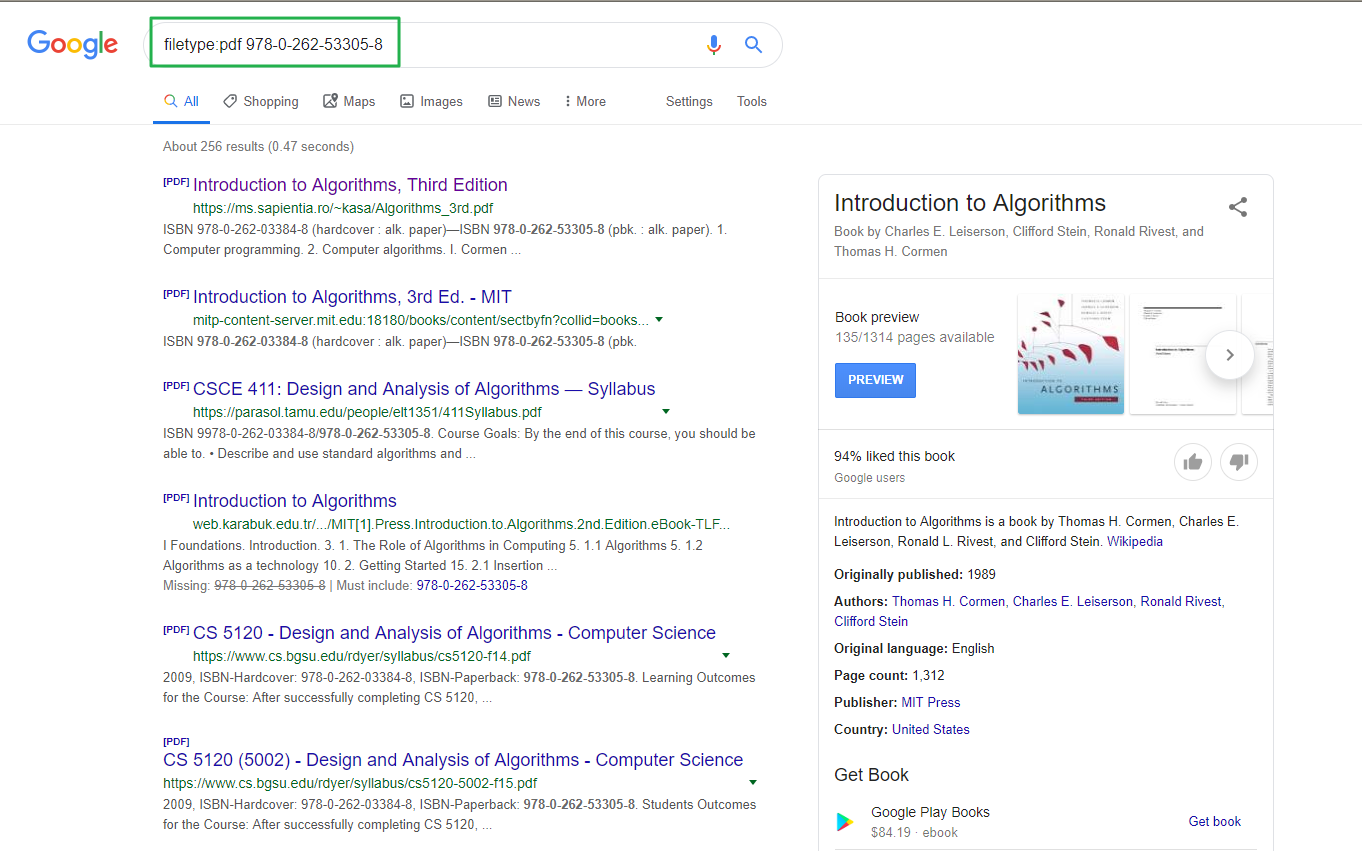 Google
filetype:pdf 978-0-262-53305-8
All
Shopping
Maps
Images
News
More
Settings
Tools
About 256 results (0.47 seconds)
[PDF] Introduction to Algorithms, Third Edition
https://ms.sapientia.ro/~kasa/Algorithms_3rd.pdf
ISBN 978-0-262-03384-8 (hardcover : alk. paper)—ISBN 978-0-262-53305-8 (pbk. : alk. paper). 1.
Computer programming. 2. Computer algorithms. I. Cormen ...
[PDF] Introduction to Algorithms, 3rd Ed. - MIT
mitp-content-server.mit.edu:18180/books/content/sectbyfn?collid=books...
ISBN 978-0-262-03384-8 (hardcover : alk. paper)—ISBN 978-0-262-53305-8 (pbk.
[PDF] CSCE 411: Design and Analysis of Algorithms — Syllabus
https://parasol.tamu.edu/people/elt1351/411Syllabus.pdf
ISBN 9978-0-262-03384-8/978-0-262-53305-8. Course Goals: By the end of this course, you should be
able to. • Describe and use standard algorithms and ...
[PDF] Introduction to Algorithms
web.karabuk.edu.tr/.../MIT[1].Press.Introduction.to.Algorithms.2nd.Edition.eBook-TLF...
I Foundations. Introduction. 3. 1. The Role of Algorithms in Computing 5. 1.1 Algorithms 5. 1.2
Algorithms as a technology 10. 2. Getting Started 15. 2.1 Insertion ...
Missing: 978-0-262-53305-8 | Must include: 978-0-262-53305-8
[PDF] CS 5120 - Design and Analysis of Algorithms - Computer Science
https://www.cs.bgsu.edu/rdyer/syllabus/cs5120-f14.pdf
2009, ISBN-Hardcover: 978-0-262-03384-8, ISBN-Paperback: 978-0-262-53305-8. Learning Outcomes
for the Course: After successfully completing CS 5120, ...
[PDF]
CS 5120 (5002) - Design and Analysis of Algorithms - Computer Science
https://www.cs.bgsu.edu/rdyer/syllabus/cs5120-5002-f15.pdf
2009, ISBN-Hardcover: 978-0-262-03384-8, ISBN-Paperback: 978-0-262-53305-8. Students Outcomes
for the Course: After successfully completing CS 5120, ...
Introduction to Algorithms
Book by Charles E. Leiserson, Clifford Stein, Ronald Rivest, and
Thomas H. Cormen
Book preview
135/1314 pages available
PREVIEW
INTRODUCTION TO
ALGORITHMS
94% liked this book
Google users
Introduction to Algorithms is a book by Thomas H. Cormen, Charles E.
Leiserson, Ronald L. Rivest, and Clifford Stein. Wikipedia
Originally published: 1989
Authors: Thomas H. Cormen, Charles E. Leiserson, Ronald Rivest,
Clifford Stein
Original language: English
Page count: 1,312
Publisher: MIT Press
Country: United States
Get Book
Google Play Books
$84.19 · ebook
Get book